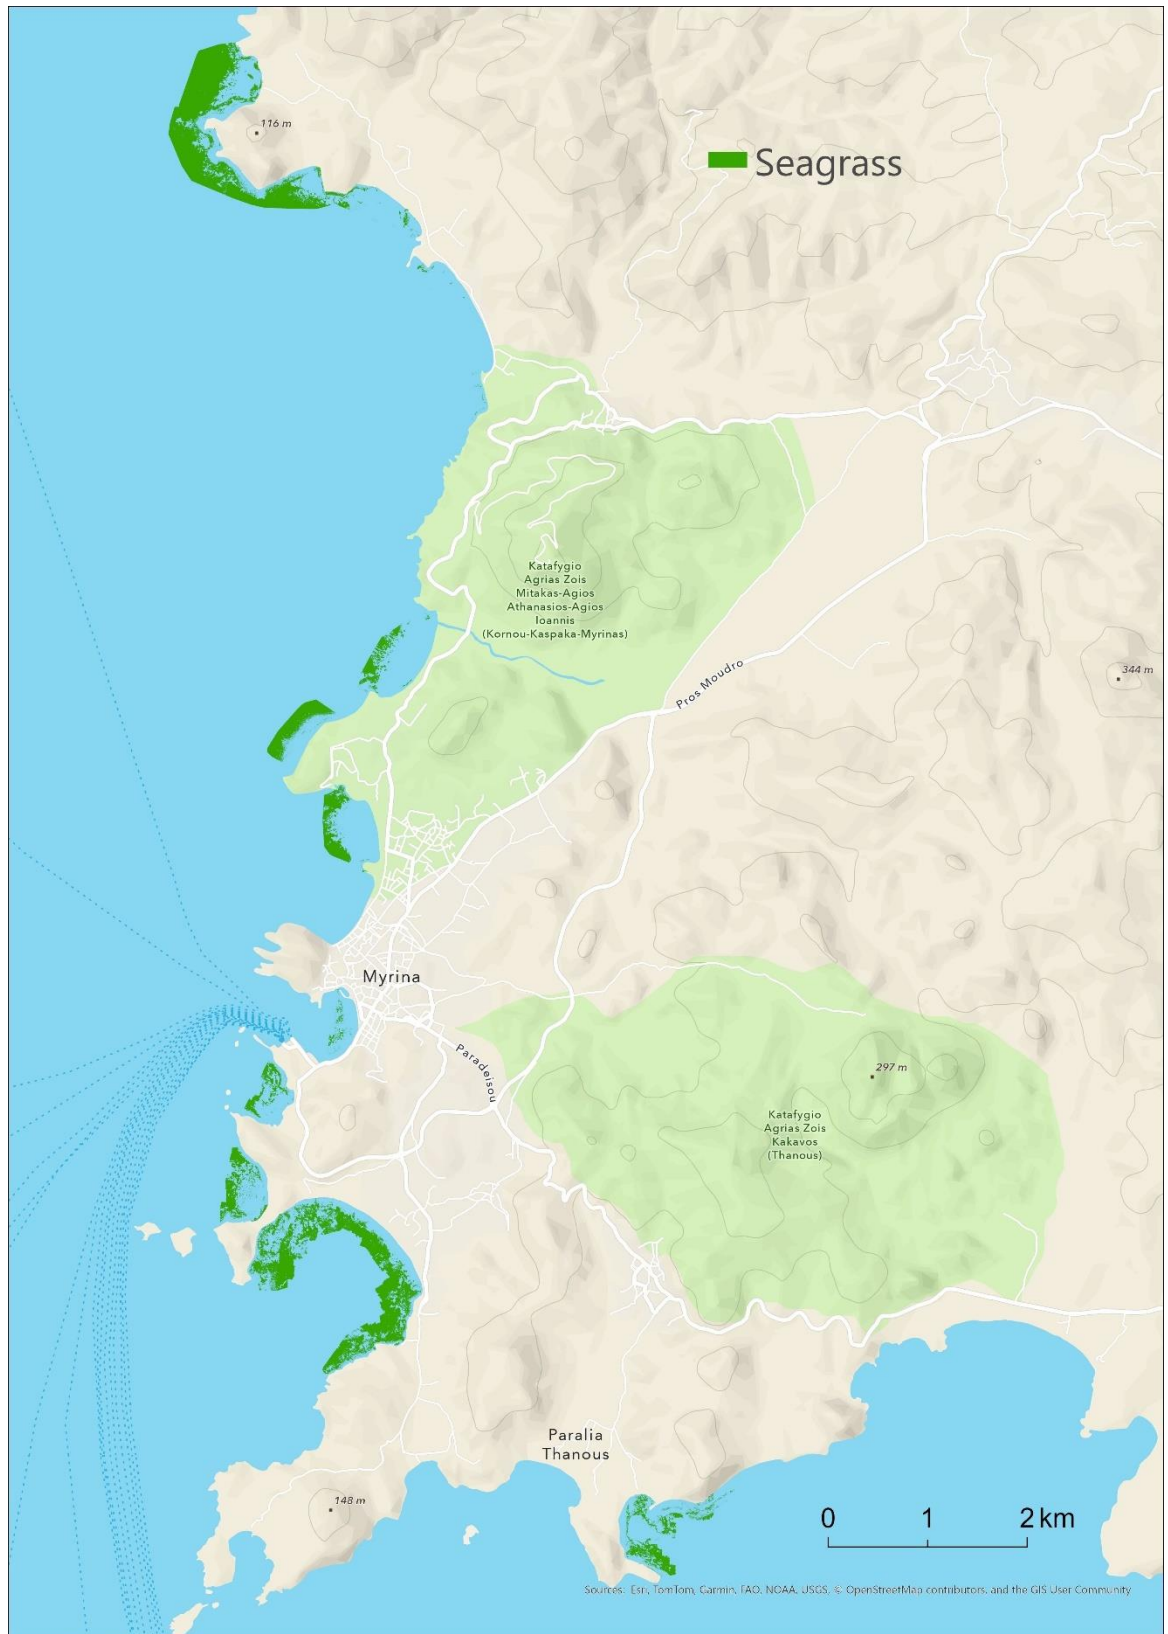 116 m
Seagrass
Katafygio
Agrias Zois
Mitakas-Agios
Athanasios-Agios
Ioannis
(Kornou-Kaspaka-Myrinas)
344 m
Pros Moudro
Myrina
Paradeisou
297 m
Katafygio
Agrias Zois
Kakavos
(Thanous)
Paralia
Thanous
148 m
0 1 2 km
Sources: Esri, TomTom, Garmin, FAO, NOAA, USGS, © OpenStreetMap contributors, and the GIS User Community